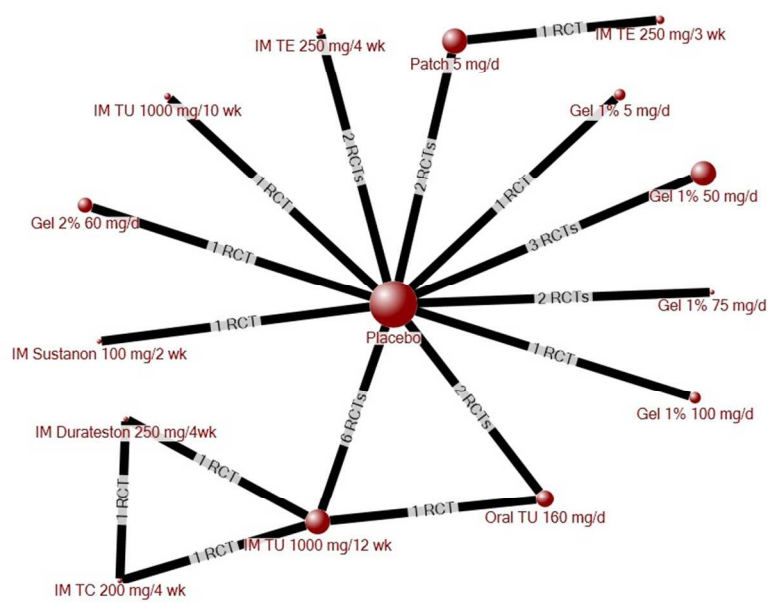 1 RCT
IM TE 250 mg/3 wk
IM TE 250 mg/4 wk
Patch 5 mg/d
IM TU 1000 mg/10 wk
Gel 1% 5 mg/d
2 RCTs
2 RCTs
1 RCT
1 RCT
Gel 1% 50 mg/d
Gel 2% 60 mg/d
1 RCT
3 RCTs
2 RCTs
Gel 1% 75 mg/d
1 RCT
Placebo
IM Sustanon 100 mg/2 wk
1 RCT
6 RCTs
2 RCTs
Gel 1% 100 mg/d
IM Durateston 250 mg/4wk
1 RCT
1 RCT
1 RCT
Oral TU 160 mg/d
1 RCT
IM TU 1000 mg/12 wk
IM TC 200 mg/4 wk